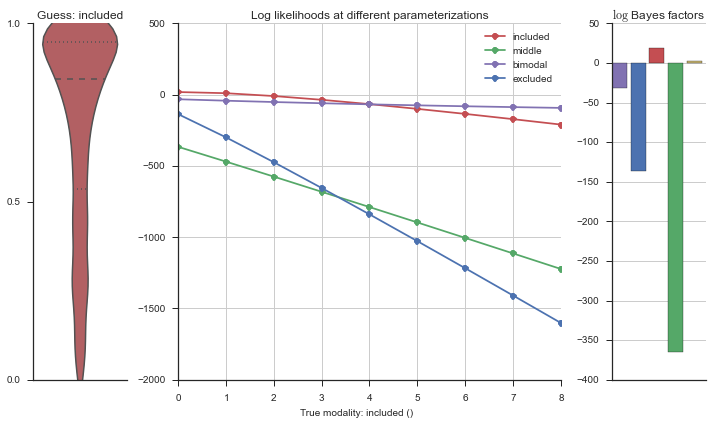 Guess: included
1.0
0.5
0.0
Log likelihoods at different parameterizations
500
0
−500
−1000
−1500
−2000
included
middle
bimodal
excluded
0 1 2 3 4 5 6 7 8
True modality: included ()
log Bayes factors
50
0
−50
−100
−150
−200
−250
−300
−350
−400